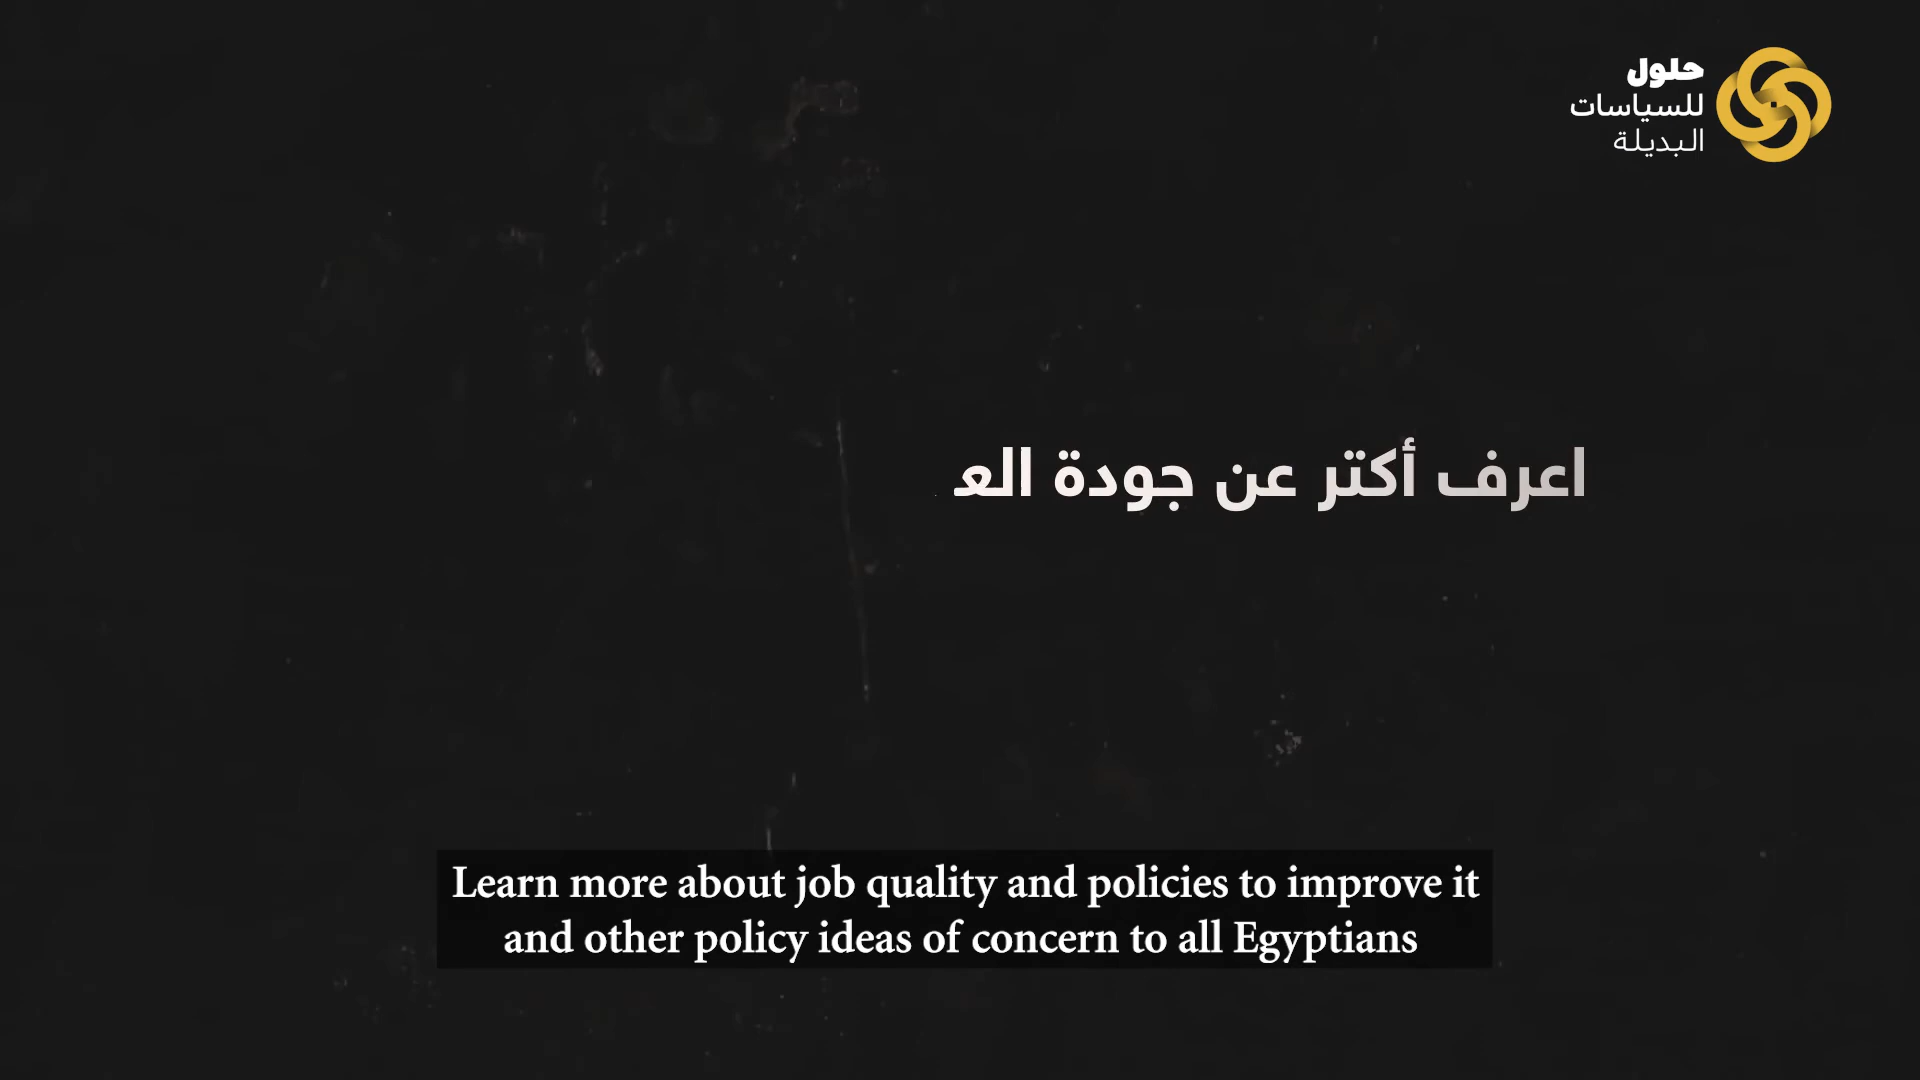 حلول
للسياسات
البديلة
اعرف أكتر عن جودة العـ
Learn more about job quality and policies to improve it
and other policy ideas of concern to all Egyptians